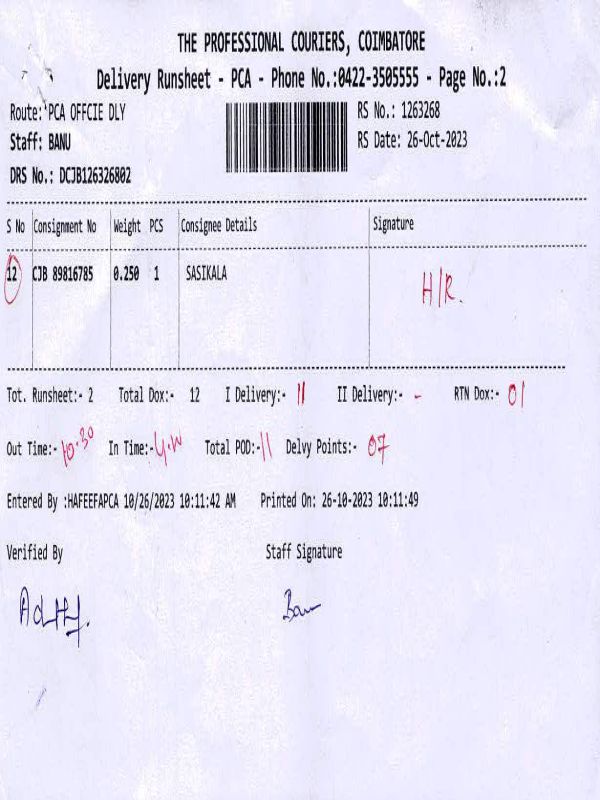 THE PROFESSIONAL COURIERS, COIMBATORE
Delivery Runsheet - PCA - Phone No.:0422-3505555 - Page No.:2
Route: PCA OFFCIE DLY RS No.: 1263268
Staff: BANU RS Date: 26-Oct-2023
DRS No.: DCJB126326802
S No Consignment No Weight PCS Consignee Details Signature
12 CJB 89816785 0.250 1 SASIKALA H/R.
Tot. Runsheet:- 2 Total Dox:- 12 I Delivery:- 11 II Delivery:- - RTN Dox:- 01
Out Time:- 10.30 In Time:- Total POD:- 11 Delvy Points:- 07
Entered By :HAFEEFAPCA 10/26/2023 10:11:42 AM Printed On: 26-10-2023 10:11:49
Verified By Staff Signature